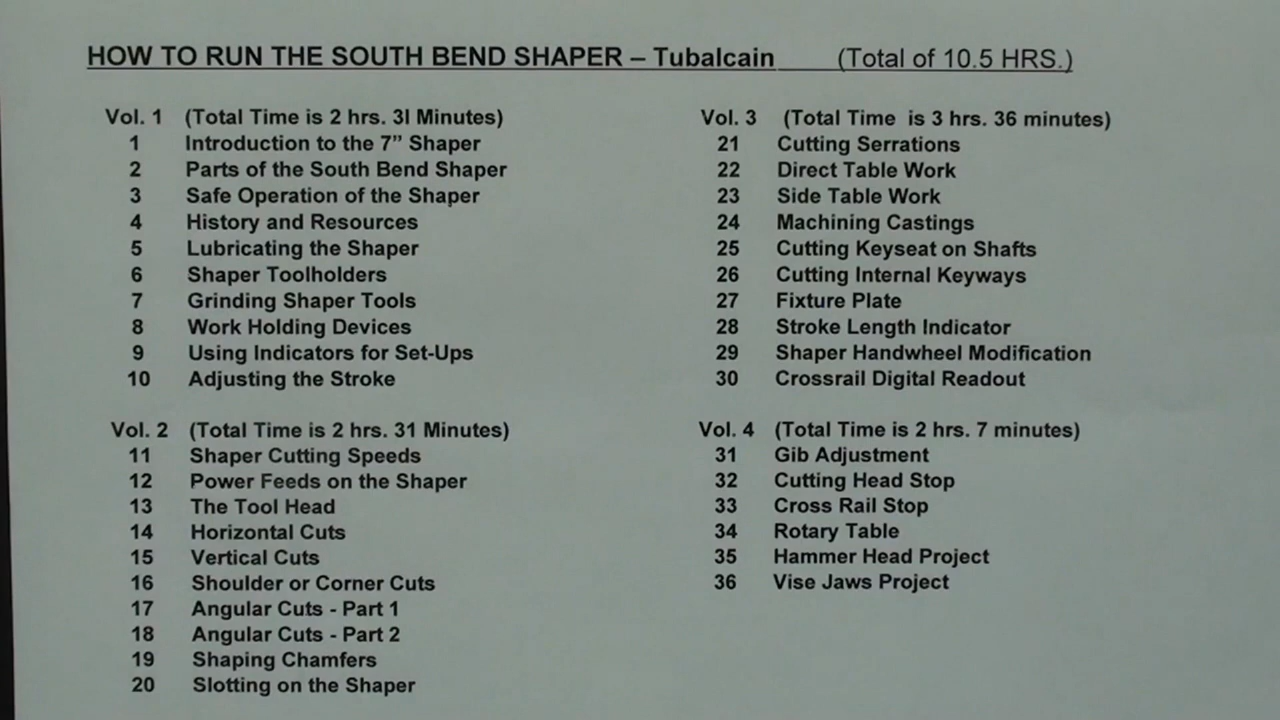 HOW TO RUN THE SOUTH BEND SHAPER – Tubalcain (Total of 10.5 HRS.)
Vol. 1 (Total Time is 2 hrs. 3l Minutes)
1 Introduction to the 7” Shaper
2 Parts of the South Bend Shaper
3 Safe Operation of the Shaper
4 History and Resources
5 Lubricating the Shaper
6 Shaper Toolholders
7 Grinding Shaper Tools
8 Work Holding Devices
9 Using Indicators for Set-Ups
10 Adjusting the Stroke
Vol. 2 (Total Time is 2 hrs. 31 Minutes)
11 Shaper Cutting Speeds
12 Power Feeds on the Shaper
13 The Tool Head
14 Horizontal Cuts
15 Vertical Cuts
16 Shoulder or Corner Cuts
17 Angular Cuts - Part 1
18 Angular Cuts - Part 2
19 Shaping Chamfers
20 Slotting on the Shaper
Vol. 3 (Total Time is 3 hrs. 36 minutes)
21 Cutting Serrations
22 Direct Table Work
23 Side Table Work
24 Machining Castings
25 Cutting Keyseat on Shafts
26 Cutting Internal Keyways
27 Fixture Plate
28 Stroke Length Indicator
29 Shaper Handwheel Modification
30 Crossrail Digital Readout
Vol. 4 (Total Time is 2 hrs. 7 minutes)
31 Gib Adjustment
32 Cutting Head Stop
33 Cross Rail Stop
34 Rotary Table
35 Hammer Head Project
36 Vise Jaws Project